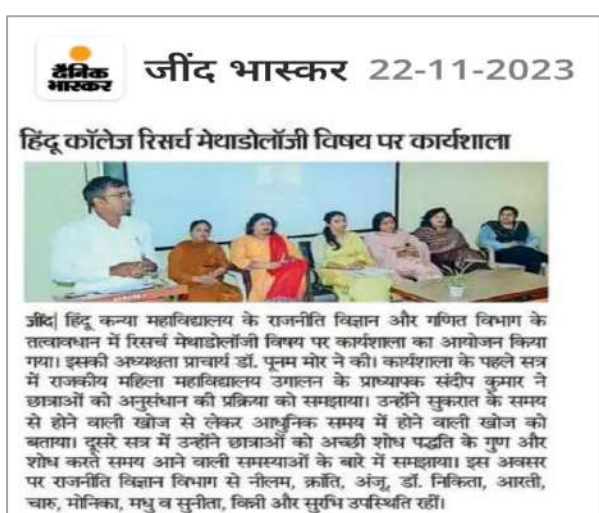 दैनिक
भास्कर
जींद भास्कर 22-11-2023
हिंदू कॉलेज रिसर्च मेथाडोलॉजी विषय पर कार्यशाला
जींद| हिंदू कन्या महाविद्यालय के राजनीति विज्ञान और गणित विभाग के
तत्वावधान में रिसर्च मेथाडोलॉजी विषय पर कार्यशाला का आयोजन किया
गया। इसकी अध्यक्षता प्राचार्य डॉ. पूनम मोर ने की। कार्यशाला के पहले सत्र
में राजकीय महिला महाविद्यालय उगालन के प्राध्यापक संदीप कुमार ने
छात्राओं को अनुसंधान की प्रक्रिया को समझाया। उन्होंने सुकरात के समय
से होने वाली खोज से लेकर आधुनिक समय में होने वाली खोज को
बताया। दूसरे सत्र में उन्होंने छात्राओं को अच्छी शोध पद्धति के गुण और
शोध करते समय आने वाली समस्याओं के बारे में समझाया। इस अवसर
पर राजनीति विज्ञान विभाग से नीलम, क्रांति, अंजू, डॉ. निकिता, आरती,
चारु, मोनिका, मधु व सुनीता, विन्नी और सुरभि उपस्थिति रहीं।